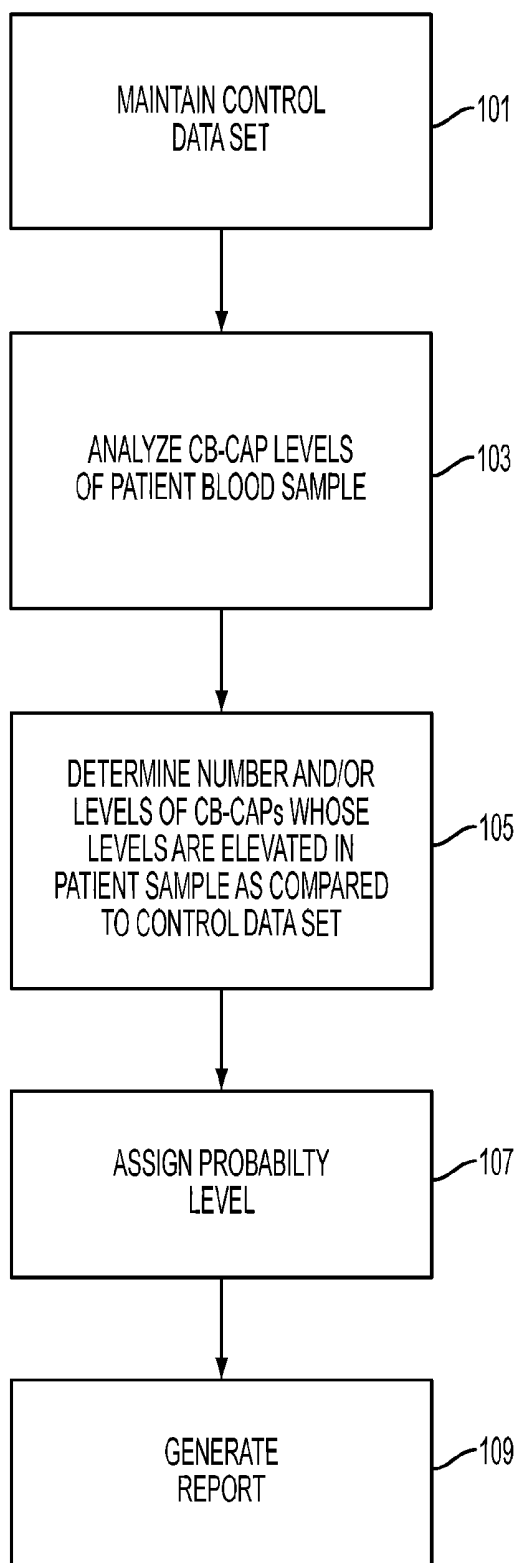 MAINTAIN CONTROL
DATA SET
101
ANALYZE CB-CAP LEVELS
OF PATIENT BLOOD SAMPLE
103
DETERMINE NUMBER AND/OR
LEVELS OF CB-CAPs WHOSE
LEVELS ARE ELEVATED IN
PATIENT SAMPLE AS COMPARED
TO CONTROL DATA SET
105
ASSIGN PROBABILTY
LEVEL
107
GENERATE
REPORT
109